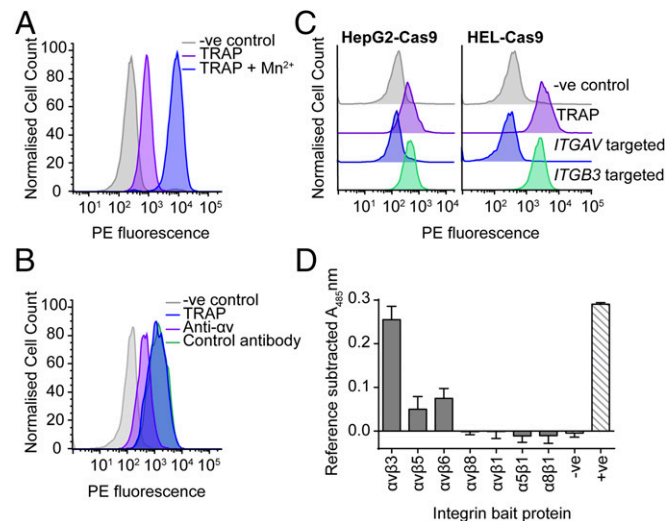 A
Normalised Cell Count
100
80
60
40
20
0
10¹ 10² 10³ 10⁴ 10⁵
PE fluorescence
-ve control
TRAP
TRAP + Mn²⁺
B
Normalised Cell Count
100
80
60
40
20
0
10¹ 10² 10³ 10⁴ 10⁵
PE fluorescence
-ve control
TRAP
Anti-αv
Control antibody
C
HepG2-Cas9
HEL-Cas9
Normalised Cell Count
-ve control
TRAP
ITGAV targeted
ITGB3 targeted
10¹ 10² 10³ 10⁴
10¹ 10² 10³ 10⁴ 10⁵
PE fluorescence
D
Reference subtracted A₄₈₅nm
0.3
0.2
0.1
0.0
αvβ3
αvβ5
αvβ6
αvβ8
αvβ1
α5β1
α8β1
-ve
+ve
Integrin bait protein